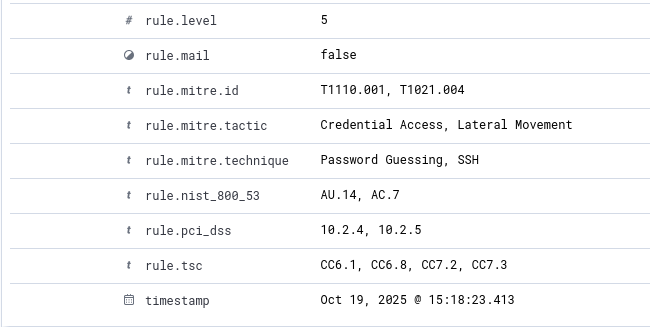 # rule.level 5
rule.mail false
t rule.mitre.id T1110.001, T1021.004
t rule.mitre.tactic Credential Access, Lateral Movement
t rule.mitre.technique Password Guessing, SSH
t rule.nist_800_53 AU.14, AC.7
t rule.pci_dss 10.2.4, 10.2.5
t rule.tsc CC6.1, CC6.8, CC7.2, CC7.3
timestamp Oct 19, 2025 @ 15:18:23.413